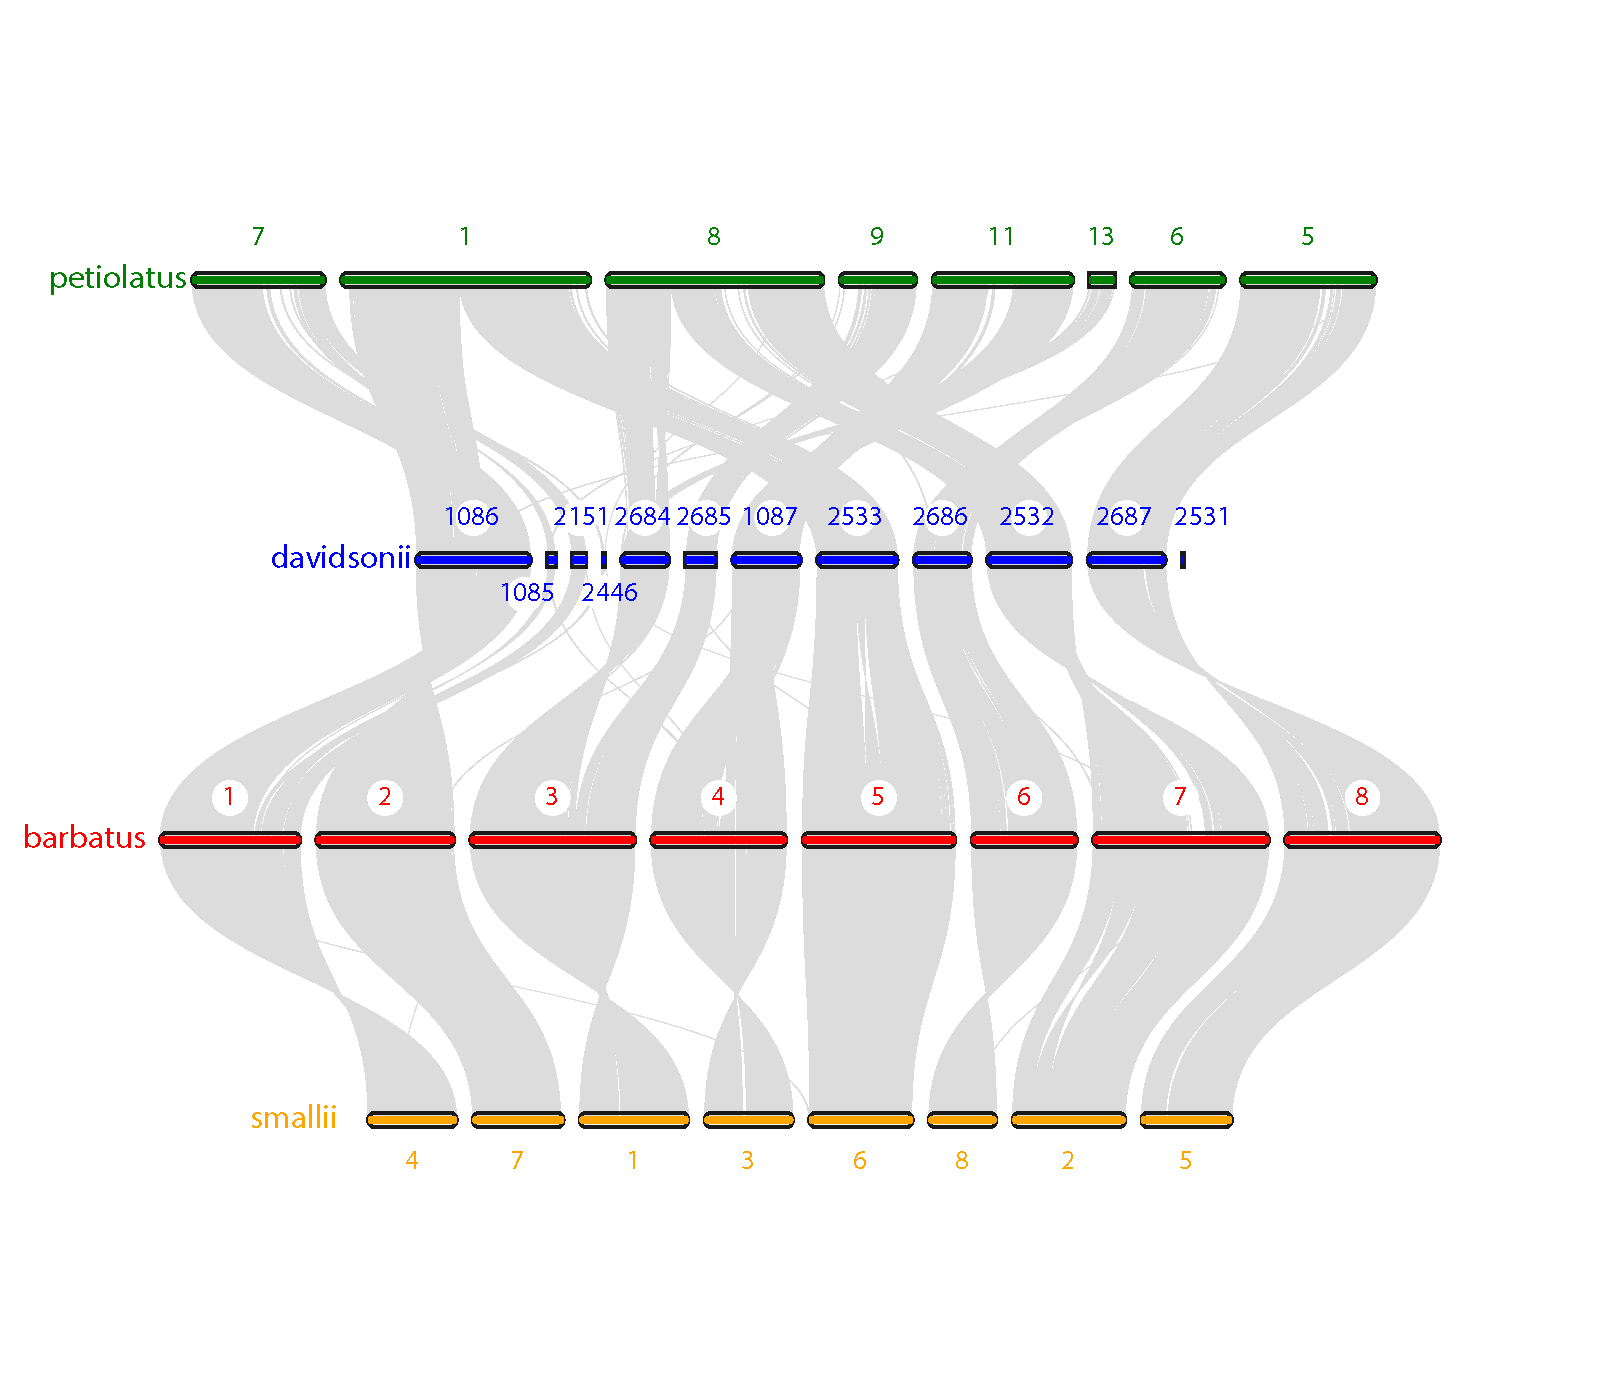 7 1 8 9 11 13 6 5
petiolatus
1086 2151 2684 2685 1087 2533 2686 2532 2687 2531
davidsonii
1085 2446
1 2 3 4 5 6 7 8
barbatus
smallii
4 7 1 3 6 8 2 5